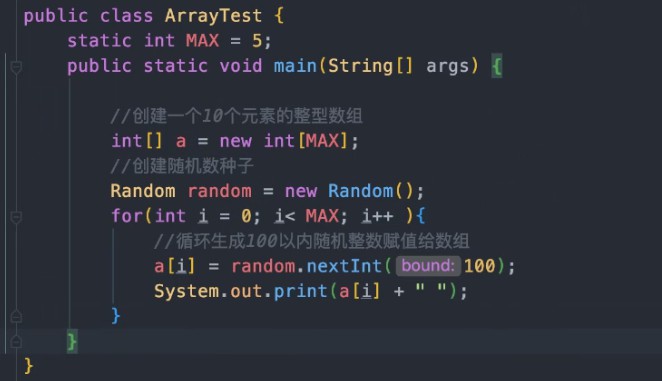 public class ArrayTest {
static int MAX = 5;
public static void main(String[] args) {
//创建一个10个元素的整型数组
int[] a = new int[MAX];
//创建随机数种子
Random random = new Random();
for(int i = 0; i< MAX; i++ ){
//循环生成100以内随机整数赋值给数组
a[i] = random.nextInt( bound: 100);
System.out.print(a[i] + " ");
}
}
}